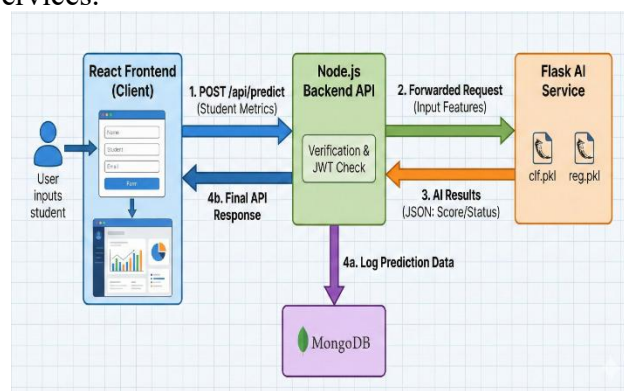 ervices.
React Frontend
(Client)
Name
Student
Email
User
inputs
student
1. POST /api/predict
(Student Metrics)
4b. Final API
Response
Node.js
Backend API
Verification &
JWT Check
2. Forwarded Request
(Input Features)
3. AI Results
(JSON: Score/Status)
Flask AI
Service
clf.pkl
reg.pkl
4a. Log Prediction Data
MongoDB